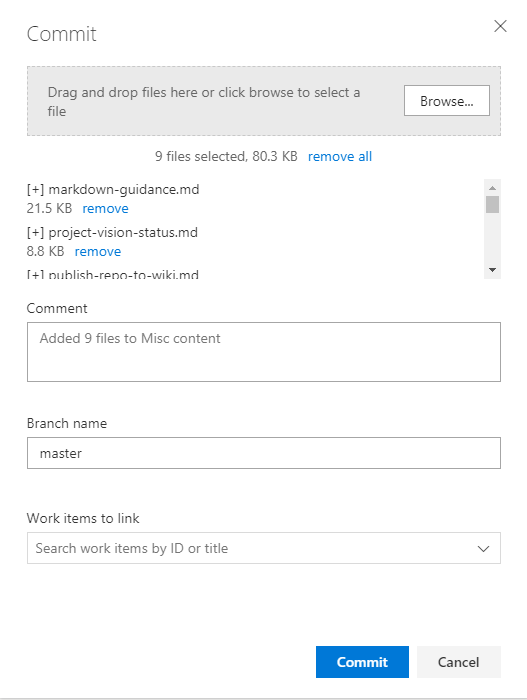 Commit
Drag and drop files here or click browse to select a
file
Browse...
9 files selected, 80.3 KB remove all
[+] markdown-guidance.md
21.5 KB remove
[+] project-vision-status.md
8.8 KB remove
[+] publish-repo-to-wiki.md
Comment
Added 9 files to Misc content
Branch name
master
Work items to link
Search work items by ID or title
Commit Cancel